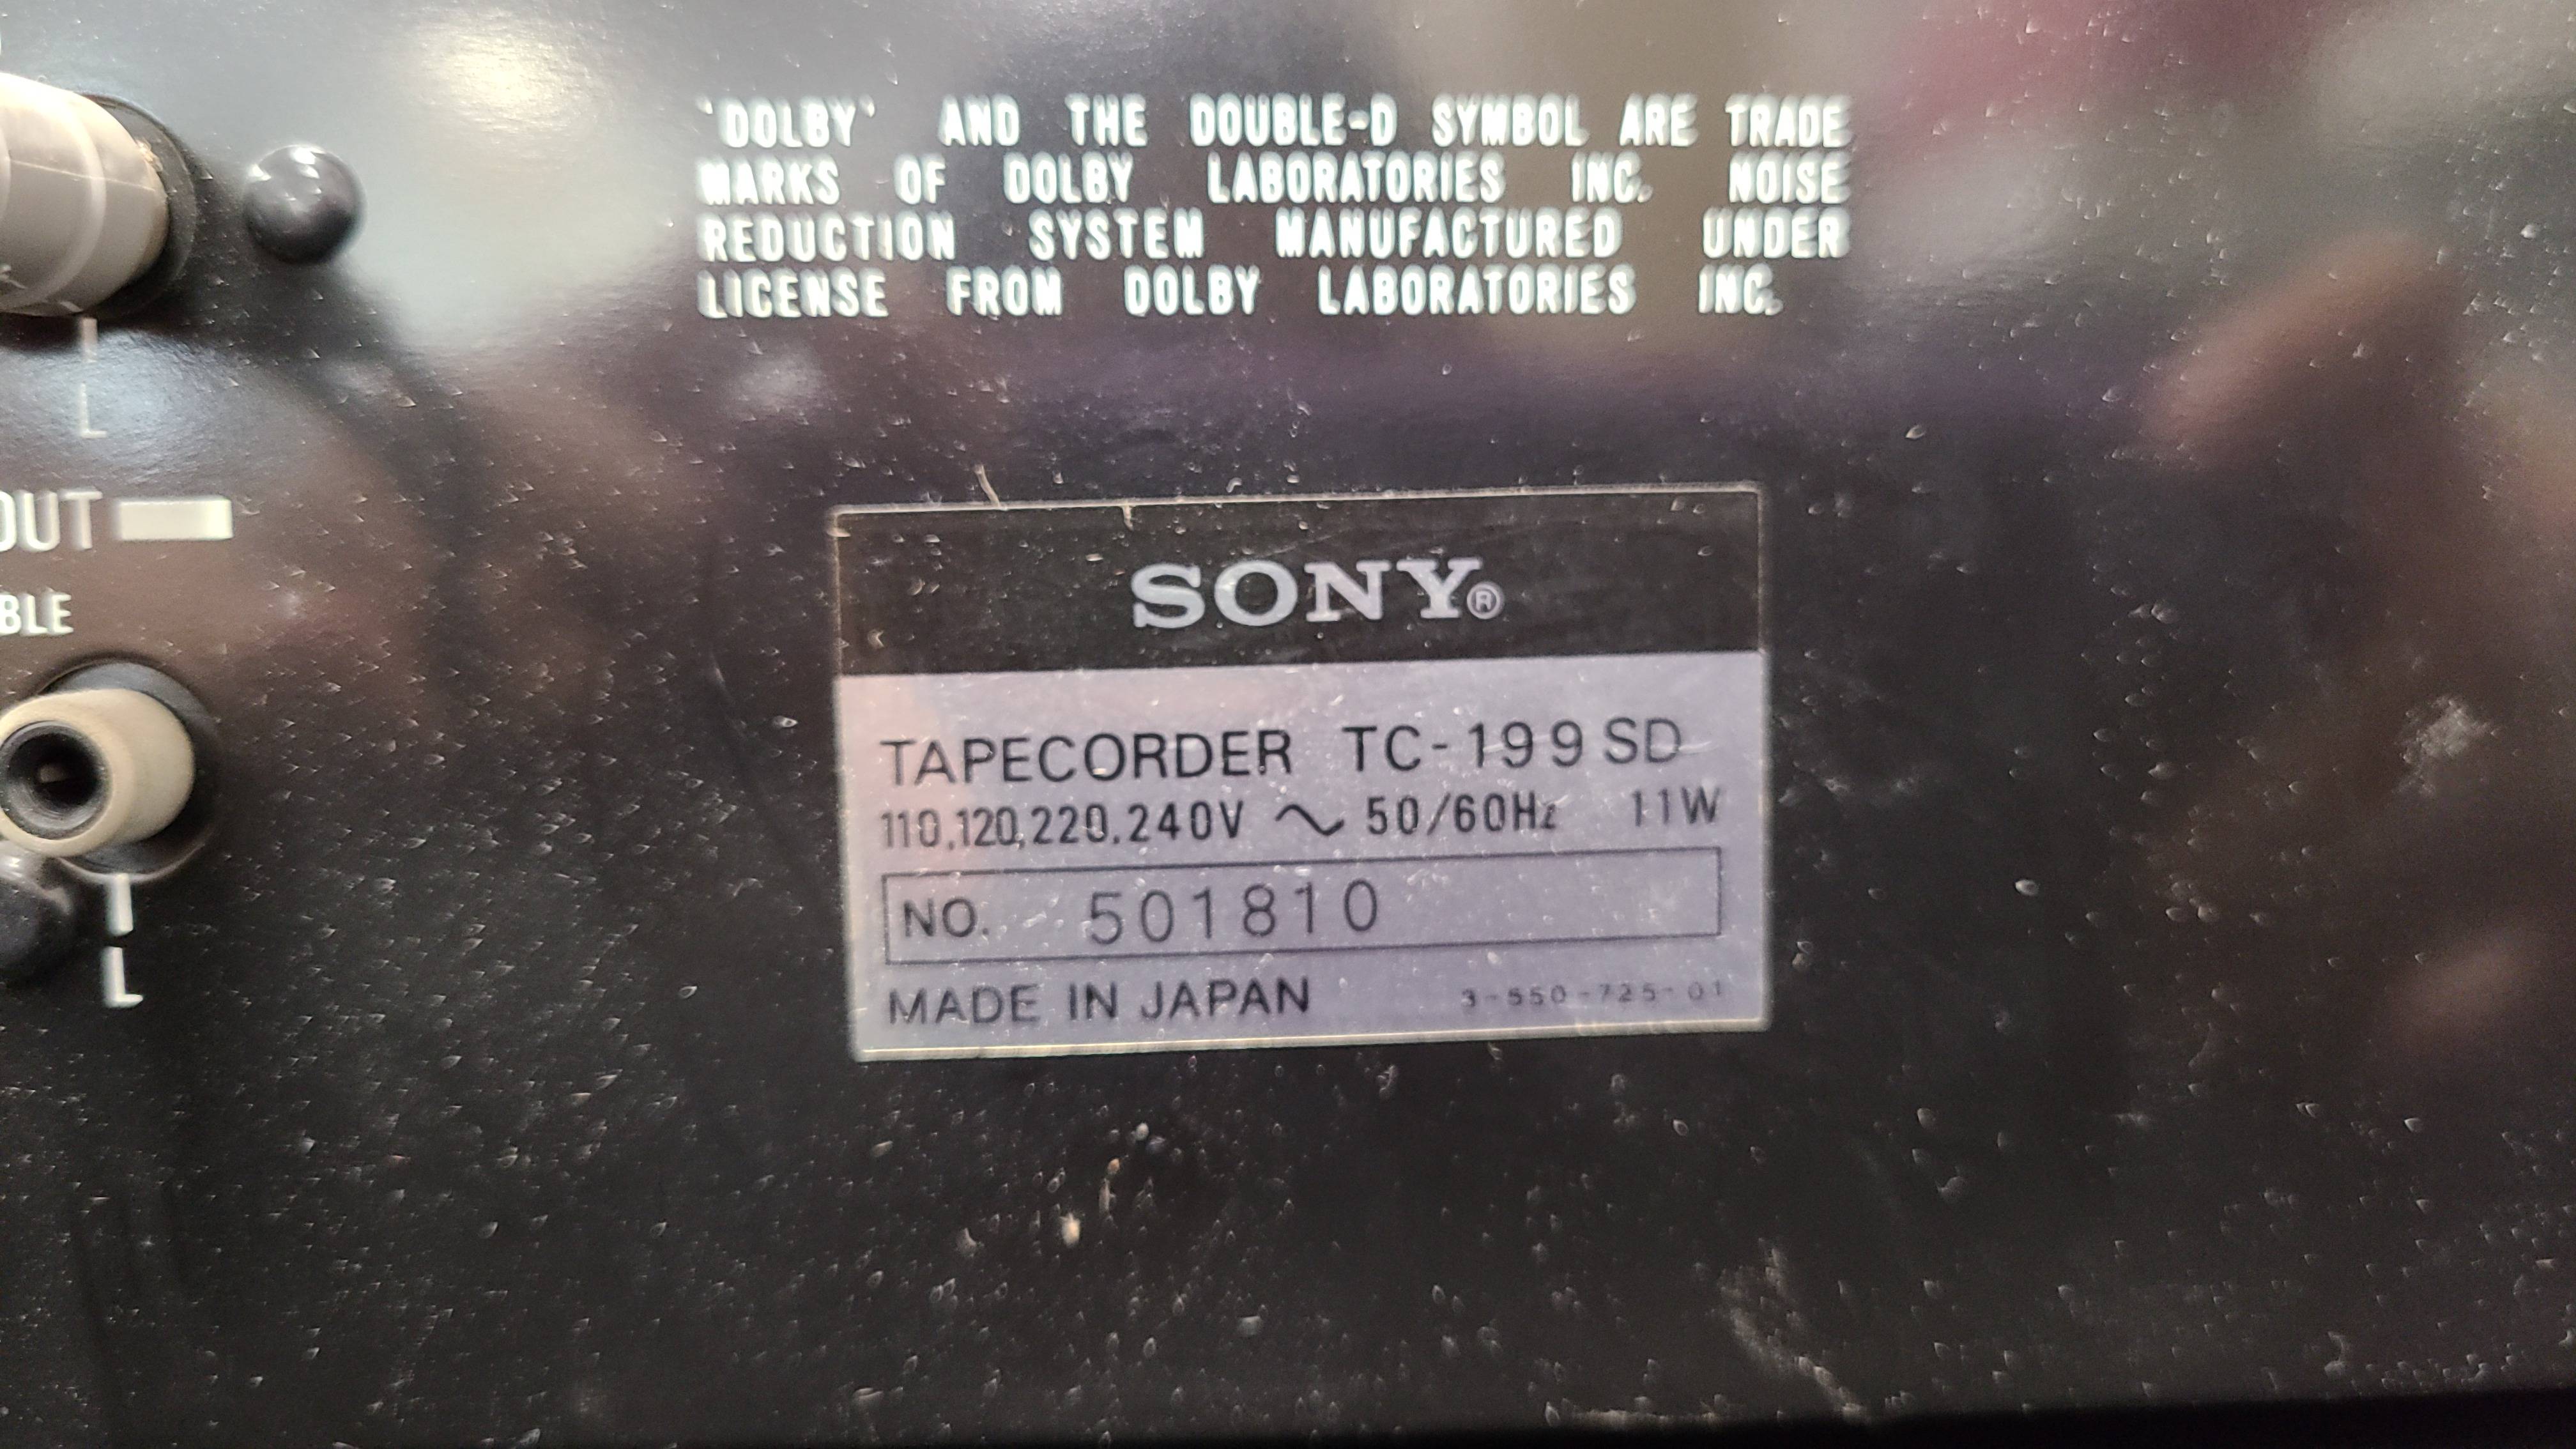 'DOLBY' AND THE DOUBLE-D SYMBOL ARE TRADE
MARKS OF DOLBY LABORATORIES INC. NOISE
REDUCTION SYSTEM MANUFACTURED UNDER
LICENSE FROM DOLBY LABORATORIES INC.
L
OUT
BLE
L
SONY®
TAPECORDER TC-199SD
110,120,220,240V ~ 50/60Hz 11W
NO. 501810
MADE IN JAPAN 3-550-725-01